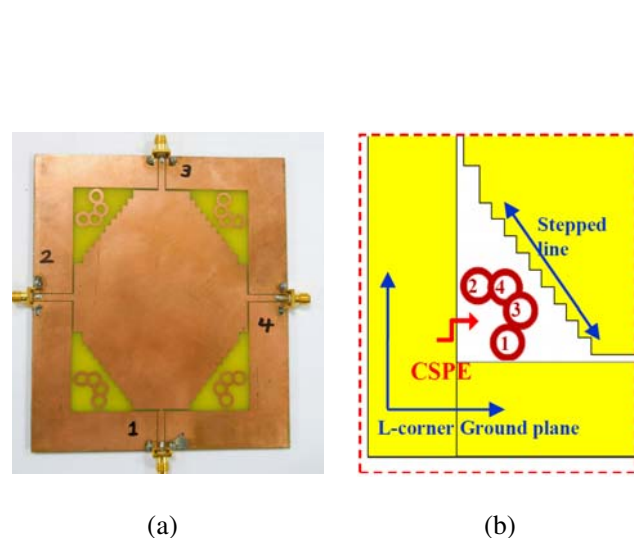 3
2
4
1
Stepped
line
2 4
3
1
CSPE
L-corner Ground plane
(a)
(b)